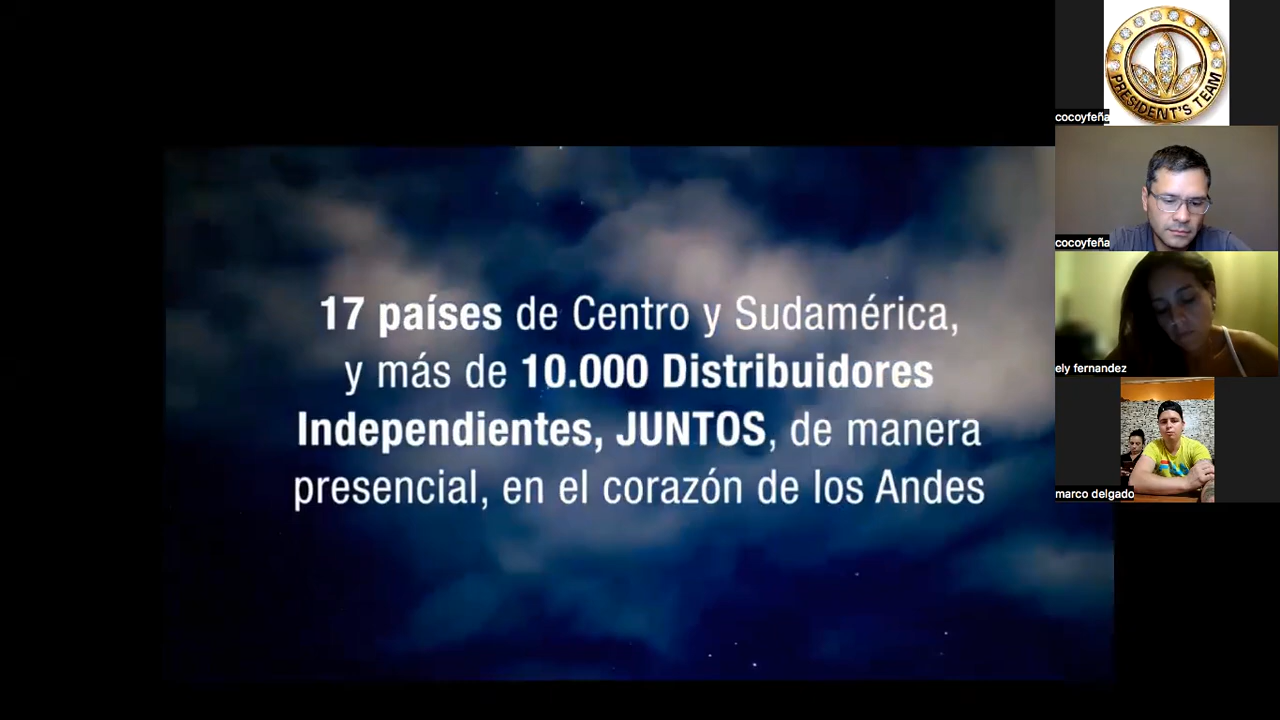 17 países de Centro y Sudamérica,
y más de 10.000 Distribuidores
Independientes, JUNTOS, de manera
presencial, en el corazón de los Andes
PRESIDENT'S TEAM
cocoyfeña
cocoyfeña
ely fernandez
marco delgado